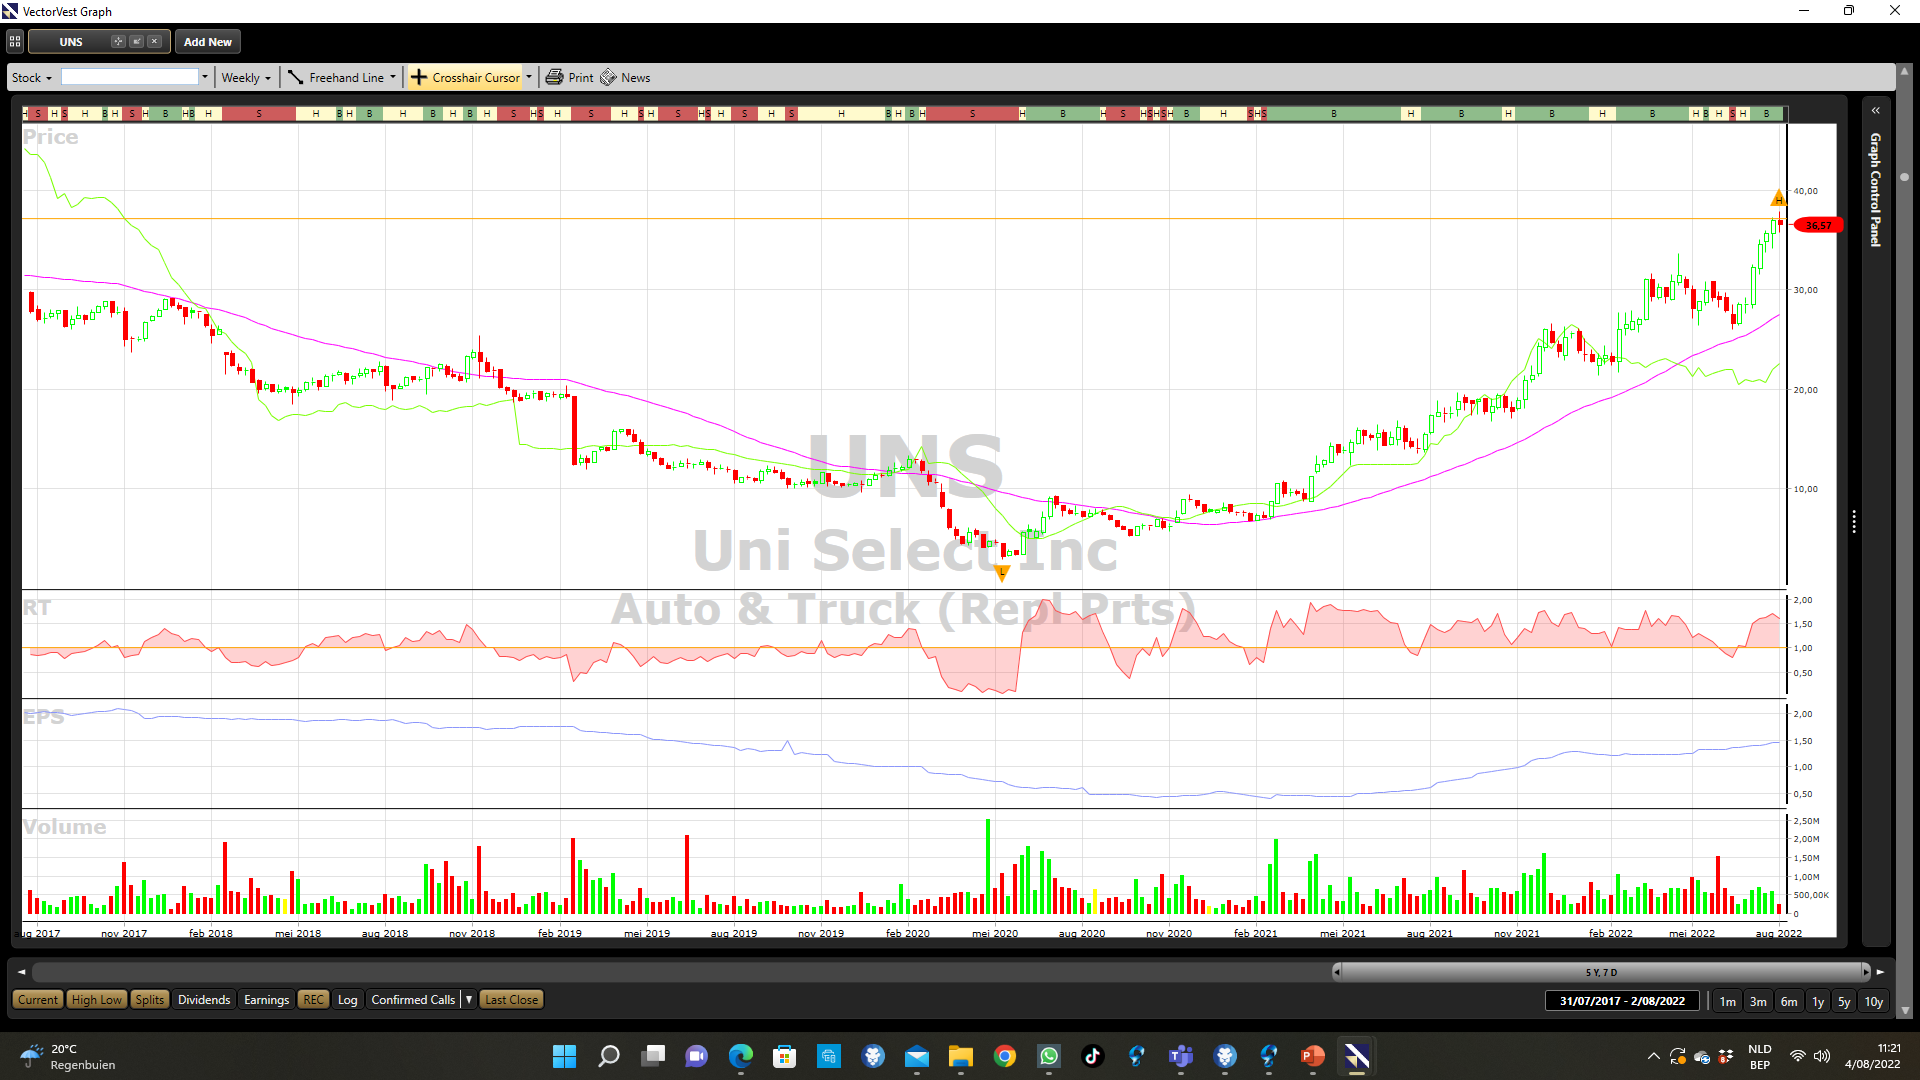 VectorVest Graph
UNS
Add New
Stock
Weekly
Freehand Line
Crosshair Cursor
Print
News
H S H S H B H S H B H B H S H B H B H B H B H S H S H S H S H S H S H S H B H B H S H B H S H S H S H B H S H S B H B H B H B H B H S H B
Price
40,00
36,57
30,00
20,00
10,00
H
L
UNS
Uni Select Inc
Auto & Truck (Repl Prts)
RT
2,00
1,50
1,00
0,50
EPS
2,00
1,50
1,00
0,50
Volume
2,50M
2,00M
1,50M
1,00M
500,00K
0
aug 2017 nov 2017 feb 2018 mei 2018 aug 2018 nov 2018 feb 2019 mei 2019 aug 2019 nov 2019 feb 2020 mei 2020 aug 2020 nov 2020 feb 2021 mei 2021 aug 2021 nov 2021 feb 2022 mei 2022 aug 2022
Graph Control Panel
5 Y, 7 D
Current High Low Splits Dividends Earnings REC Log Confirmed Calls Last Close
31/07/2017 - 2/08/2022
1m 3m 6m 1y 5y 10y
20°C
Regenbuien
NLD
BEP
11:21
4/08/2022